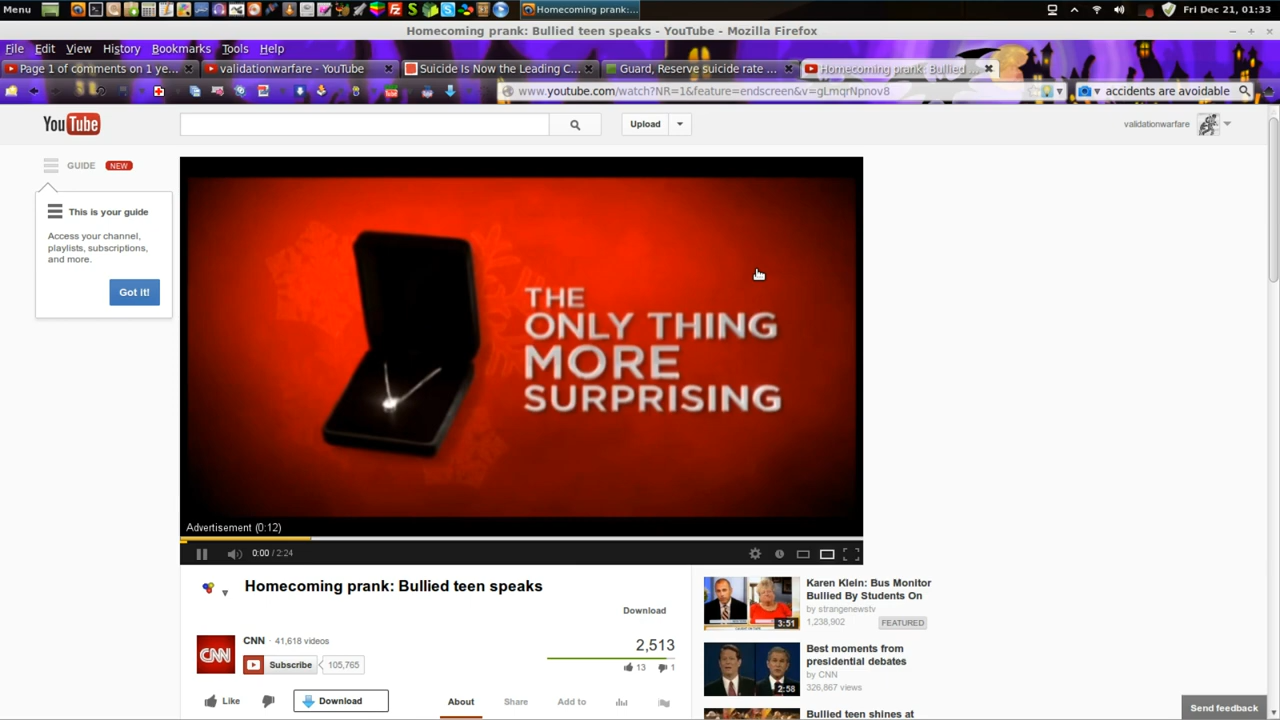 Menu
Homecoming prank:...
Fri Dec 21, 01:33
Homecoming prank: Bullied teen speaks - YouTube - Mozilla Firefox
File Edit View History Bookmarks Tools Help
Page 1 of comments on 1 ye...
validationwarfare - YouTube
Suicide Is Now the Leading C...
Guard, Reserve suicide rate ...
Homecoming prank: Bullied ...
www.youtube.com/watch?NR=1&feature=endscreen&v=gLmqrNpnov8
accidents are avoidable
YouTube
Upload
validationwarfare
GUIDE NEW
This is your guide
Access your channel,
playlists, subscriptions,
and more.
Got it!
THE
ONLY THING
MORE
SURPRISING
Advertisement (0:12)
0:00 / 2:24
Homecoming prank: Bullied teen speaks
Download
CNN · 41,618 videos
CNN
Subscribe 105,765
2,513
13 1
Like
Download
About Share Add to
Karen Klein: Bus Monitor
Bullied By Students On
by strangenewstv
1,238,902 FEATURED
3:51
Best moments from
presidential debates
by CNN
326,867 views
2:58
Bullied teen shines at
Send feedback